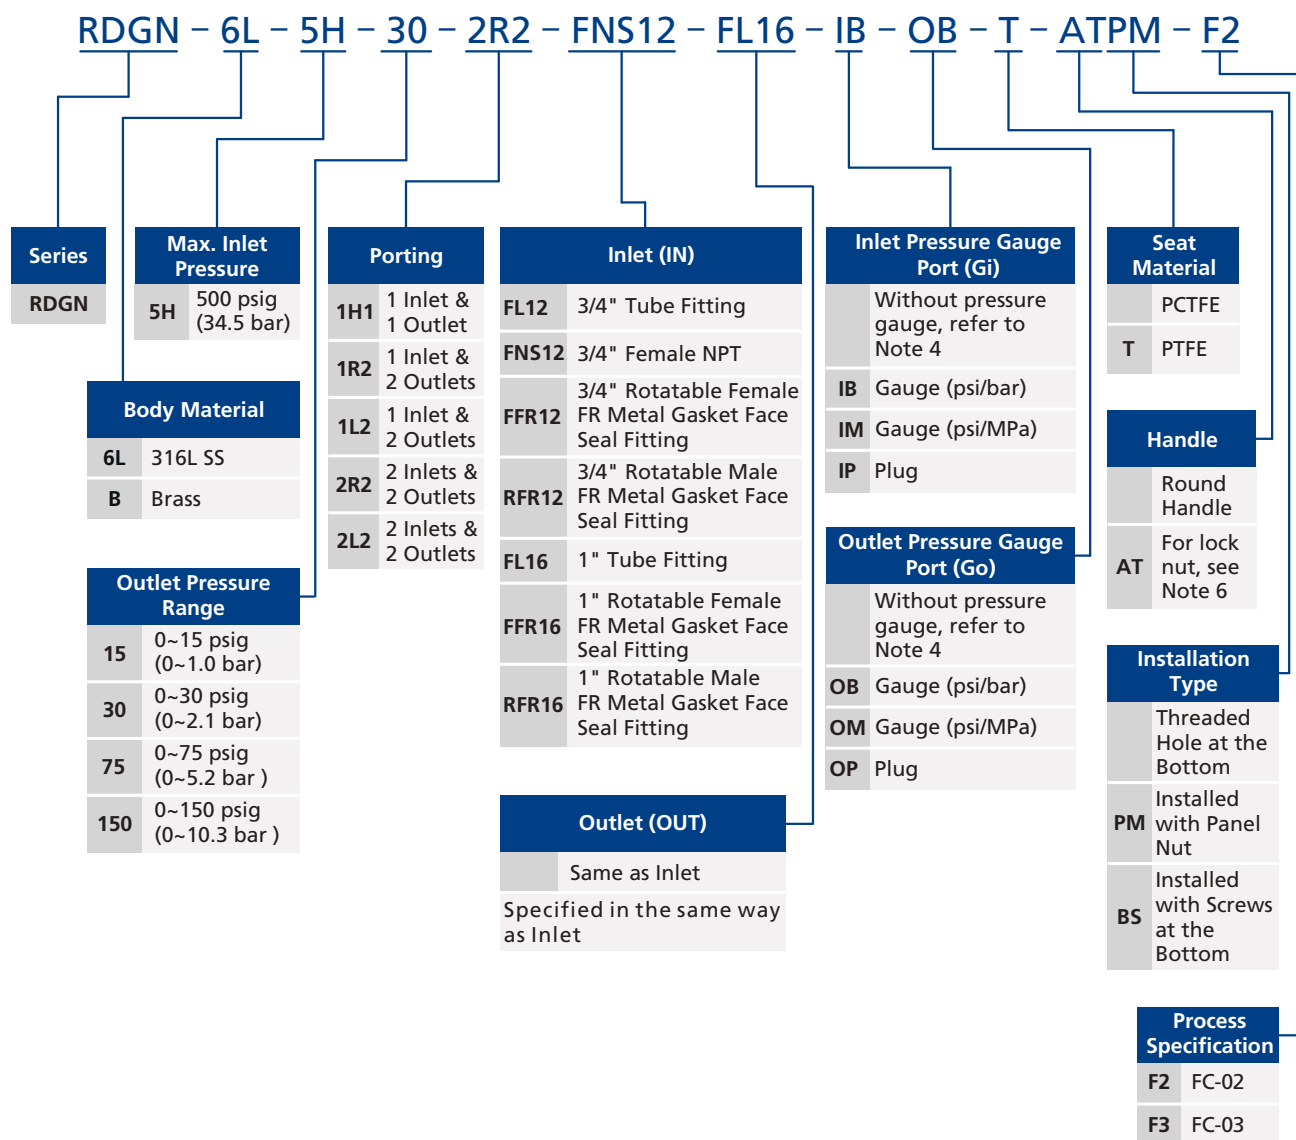 RDGN – 6L – 5H – 30 – 2R2 – FNS12 – FL16 – IB – OB – T – ATPM – F2
Series
RDGN
Max. Inlet
Pressure
5H
500 psig
(34.5 bar)
Body Material
6L 316L SS
B Brass
Outlet Pressure
Range
15
0~15 psig
(0~1.0 bar)
30
0~30 psig
(0~2.1 bar)
75
0~75 psig
(0~5.2 bar )
150
0~150 psig
(0~10.3 bar )
Porting
1H1
1 Inlet &
1 Outlet
1R2
1 Inlet &
2 Outlets
1L2
1 Inlet &
2 Outlets
2R2
2 Inlets &
2 Outlets
2L2
2 Inlets &
2 Outlets
Inlet (IN)
FL12 3/4" Tube Fitting
FNS12 3/4" Female NPT
FFR12
3/4" Rotatable Female
FR Metal Gasket Face
Seal Fitting
RFR12
3/4" Rotatable Male
FR Metal Gasket Face
Seal Fitting
FL16 1" Tube Fitting
FFR16
1" Rotatable Female
FR Metal Gasket Face
Seal Fitting
RFR16
1" Rotatable Male
FR Metal Gasket Face
Seal Fitting
Outlet (OUT)
Same as Inlet
Specified in the same way
as Inlet
Inlet Pressure Gauge
Port (Gi)
Without pressure
gauge, refer to
Note 4
IB Gauge (psi/bar)
IM Gauge (psi/MPa)
IP Plug
Outlet Pressure Gauge
Port (Go)
Without pressure
gauge, refer to
Note 4
OB Gauge (psi/bar)
OM Gauge (psi/MPa)
OP Plug
Seat
Material
PCTFE
T PTFE
Handle
Round
Handle
AT
For lock
nut, see
Note 6
Installation
Type
Threaded
Hole at the
Bottom
PM
Installed
with Panel
Nut
BS
Installed
with Screws
at the
Bottom
Process
Specification
F2 FC-02
F3 FC-03